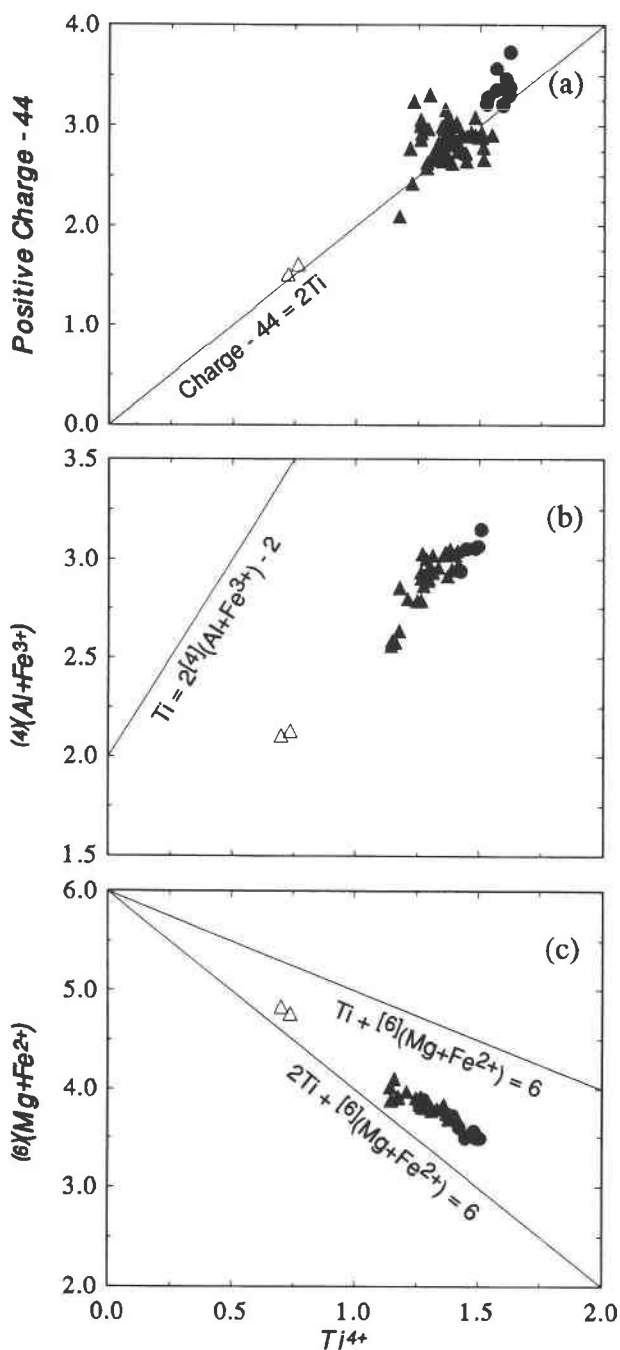 4.0
3.0
2.0
1.0
0.0
Positive Charge - 44
(a)
Charge - 44 = 2Ti
3.5
3.0
2.5
2.0
1.5
(4)(Al+Fe3+)
(b)
Ti = 2[4](Al+Fe3+) - 2
6.0
5.0
4.0
3.0
2.0
(6)(Mg+Fe2+)
(c)
Ti + [6](Mg+Fe2+) = 6
2Ti + [6](Mg+Fe2+) = 6
0.0 0.5 1.0 1.5 2.0
Ti4+